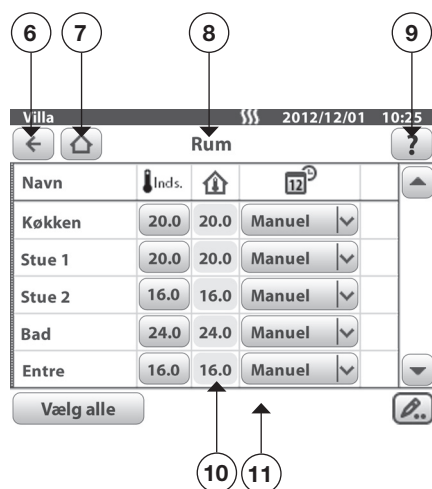 6 7 8 9
Villa 2012/12/01 10:25
Rum ?
Navn Inds. 12
Køkken 20.0 20.0 Manuel
Stue 1 20.0 20.0 Manuel
Stue 2 16.0 16.0 Manuel
Bad 24.0 24.0 Manuel
Entre 16.0 16.0 Manuel
Vælg alle
10 11